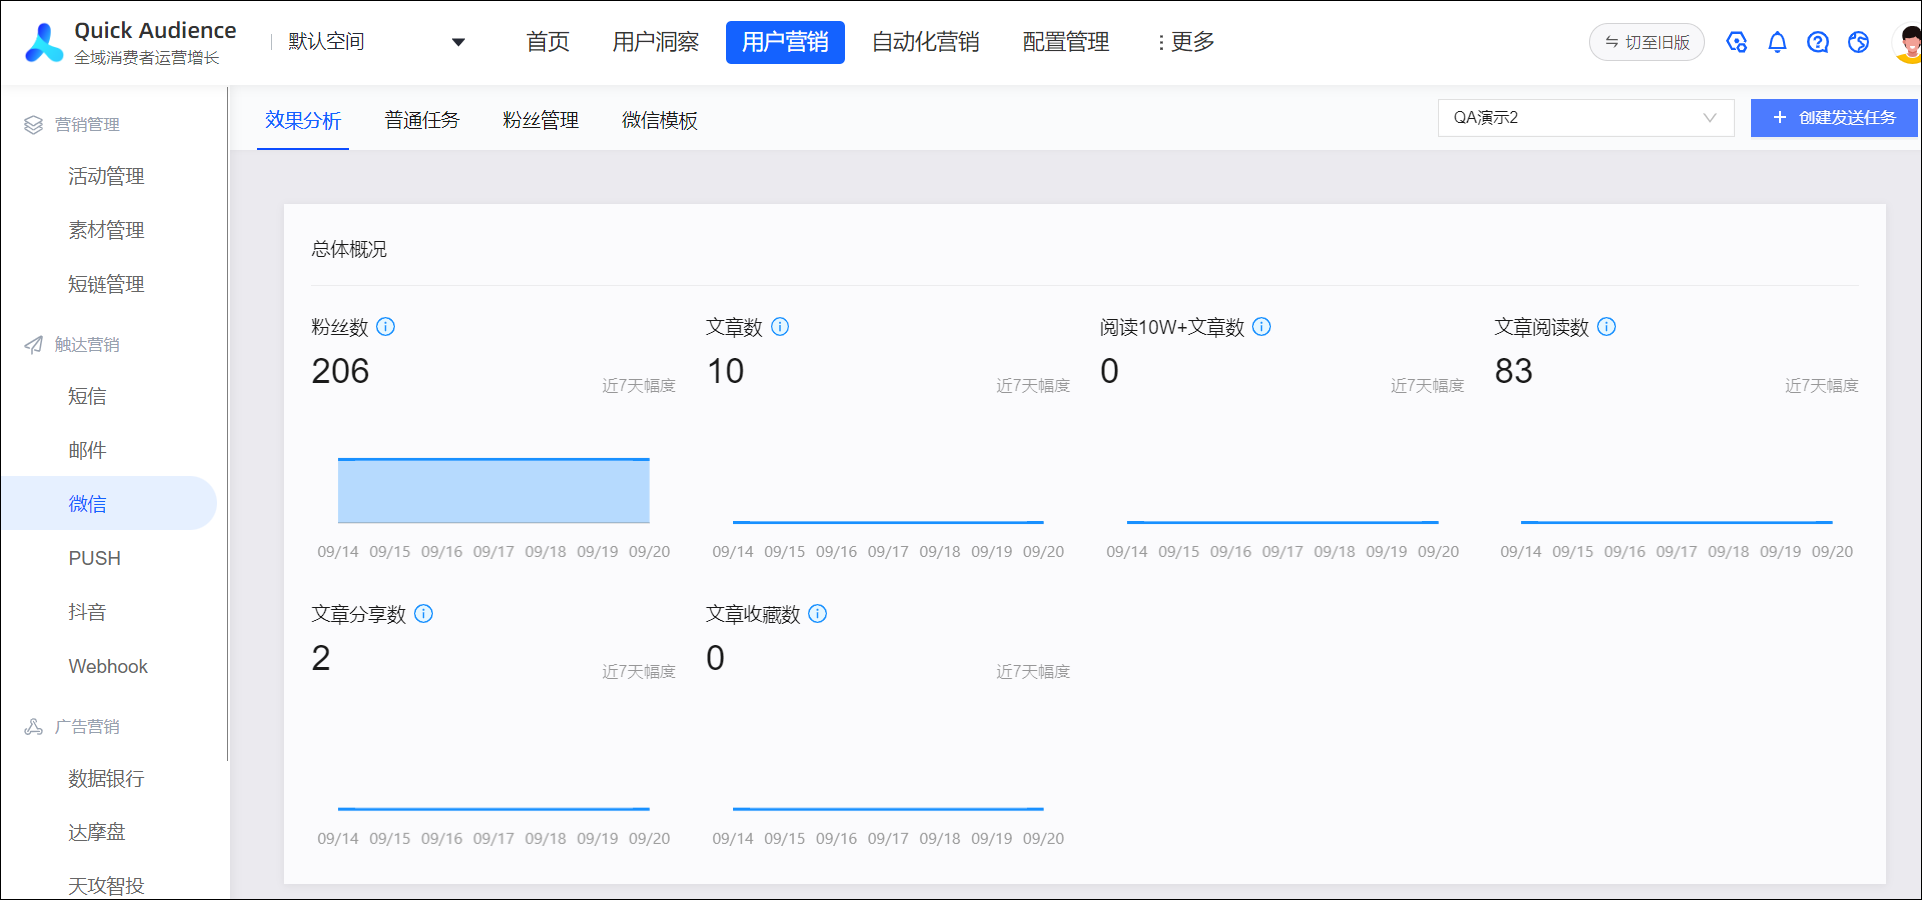 Quick Audience
全域消费者运营增长
默认空间
首页
用户洞察
用户营销
自动化营销
配置管理
更多
切至旧版
营销管理
活动管理
素材管理
短链管理
触达营销
短信
邮件
微信
PUSH
抖音
Webhook
广告营销
数据银行
达摩盘
天攻智投
效果分析
普通任务
粉丝管理
微信模板
QA演示2
+ 创建发送任务
总体概况
粉丝数
206
近7天幅度
09/14 09/15 09/16 09/17 09/18 09/19 09/20
文章数
10
近7天幅度
09/14 09/15 09/16 09/17 09/18 09/19 09/20
阅读10W+文章数
0
近7天幅度
09/14 09/15 09/16 09/17 09/18 09/19 09/20
文章阅读数
83
近7天幅度
09/14 09/15 09/16 09/17 09/18 09/19 09/20
文章分享数
2
近7天幅度
09/14 09/15 09/16 09/17 09/18 09/19 09/20
文章收藏数
0
近7天幅度
09/14 09/15 09/16 09/17 09/18 09/19 09/20